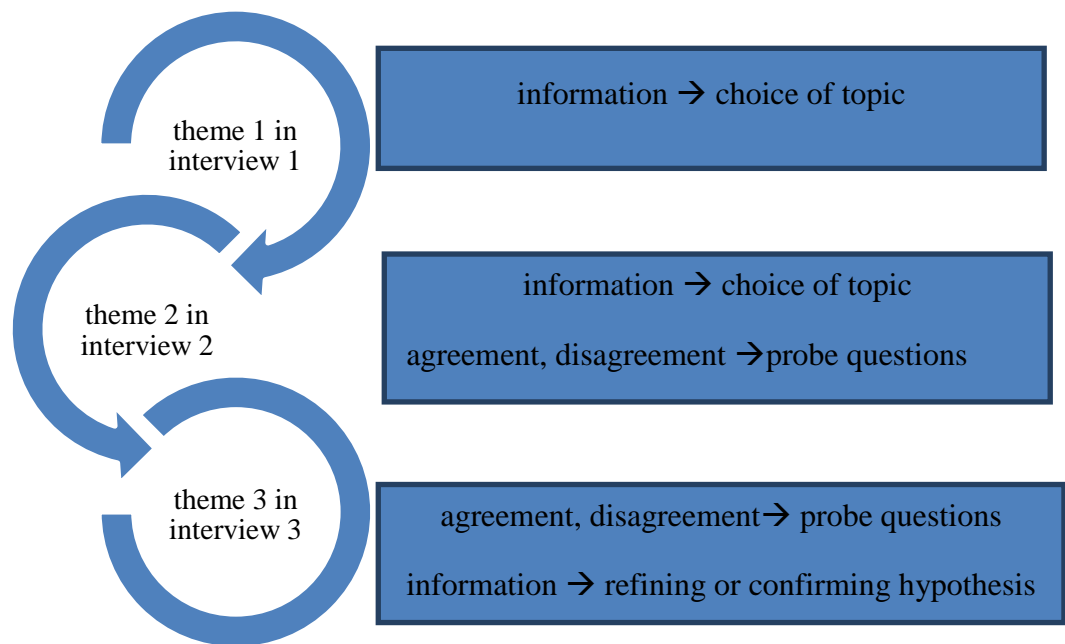 theme 1 in
interview 1
information → choice of topic
theme 2 in
interview 2
information → choice of topic
agreement, disagreement →probe questions
theme 3 in
interview 3
agreement, disagreement→ probe questions
information → refining or confirming hypothesis